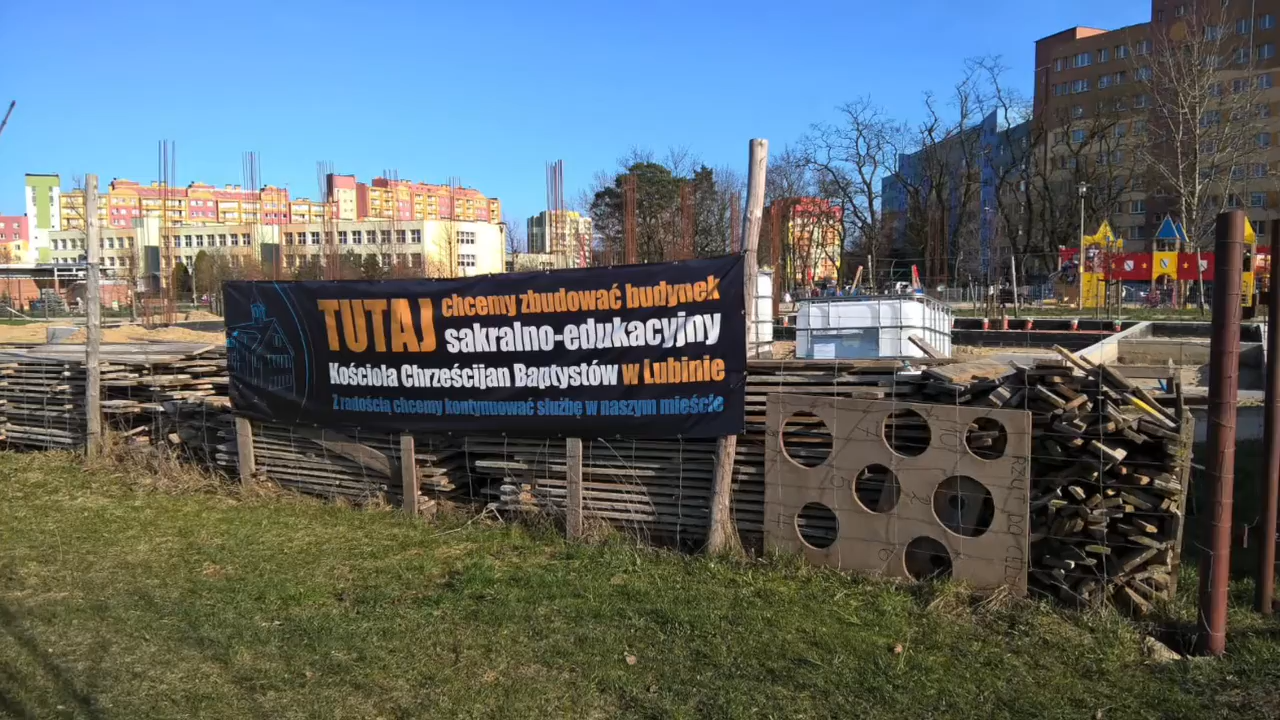 TUTAJ chcemy zbudować budynek
sakralno-edukacyjny
Kościoła Chrześcijan Baptystów w Lubinie
Z radością chcemy kontynuować służbę w naszym mieście